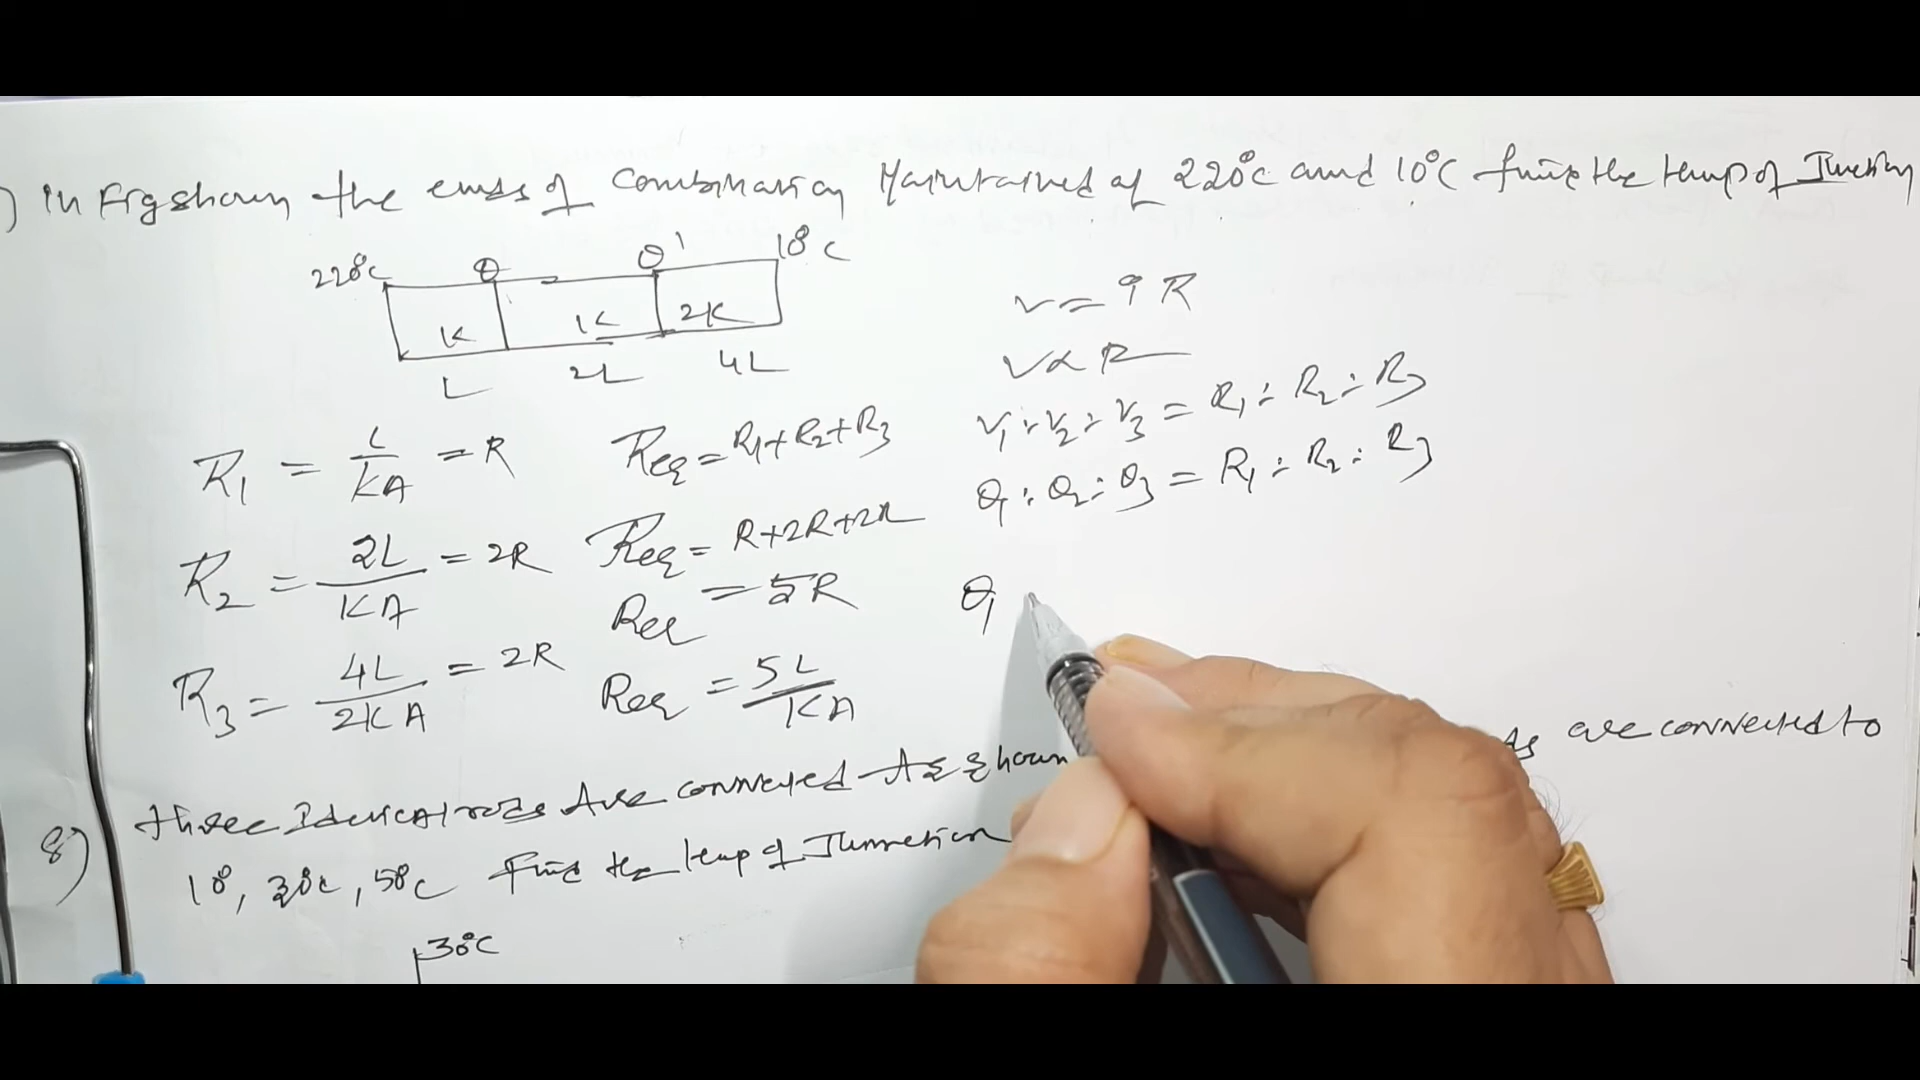 ) in Fig shown the ends of Combination Maintained at 220°C and 10°C find the temp of Junction
220°C θ θ' 10°C
K K 2K
L 2L 4L
V = qR
V ∝ R
V1 : V2 : V3 = R1 : R2 : R3
θ1 : θ2 : θ3 = R1 : R2 : R3
θ1
R1 = L/KA = R
R2 = 2L/KA = 2R
R3 = 4L/2KA = 2R
Req = R1+R2+R3
Req = R+2R+2R
Req = 5R
Req = 5L/KA
8) three Identical rods Are connected As shown are connected to
10°, 30°C, 50°C Find the temp of Junction
30°C